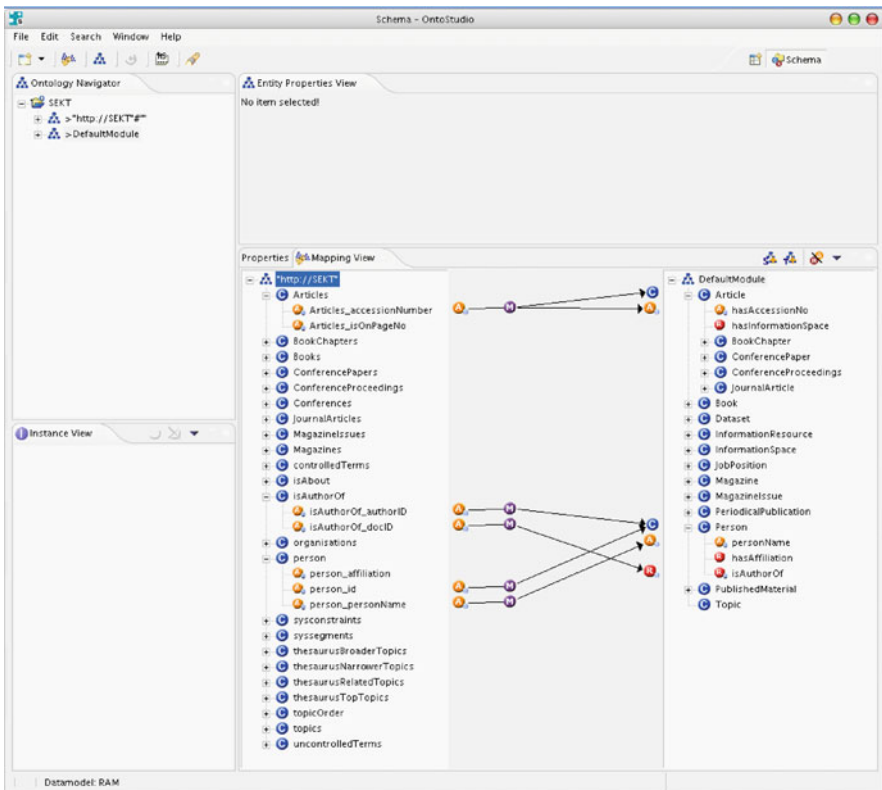 Schema - OntoStudio
File Edit Search Window Help
Schema
Ontology Navigator
SEKT
>"http://SEKT"#""
>DefaultModule
Entity Properties View
No item selected!
Instance View
Properties Mapping View
"http://SEKT"
C Articles
A Articles_accessionNumber
A Articles_isOnPageNo
C BookChapters
C Books
C ConferencePapers
C ConferenceProceedings
C Conferences
C JournalArticles
C MagazineIssues
C Magazines
C controlledTerms
C isAbout
C isAuthorOf
A isAuthorOf_authorID
A isAuthorOf_docID
C organisations
C person
A person_affiliation
A person_id
A person_personName
C sysconstraints
C syssegments
C thesaurusBroaderTopics
C thesaurusNarrowerTopics
C thesaurusRelatedTopics
C thesaurusTopTopics
C topicOrder
C topics
C uncontrolledTerms
C
A M A
A M C
A M A
R
A M
A M
DefaultModule
C Article
A hasAccessionNo
R hasInformationSpace
C BookChapter
C ConferencePaper
C ConferenceProceedings
C JournalArticle
C Book
C Dataset
C InformationResource
C InformationSpace
C JobPosition
C Magazine
C MagazineIssue
C PeriodicalPublication
C Person
A personName
R hasAffiliation
R isAuthorOf
C PublishedMaterial
C Topic
Datamodel: RAM